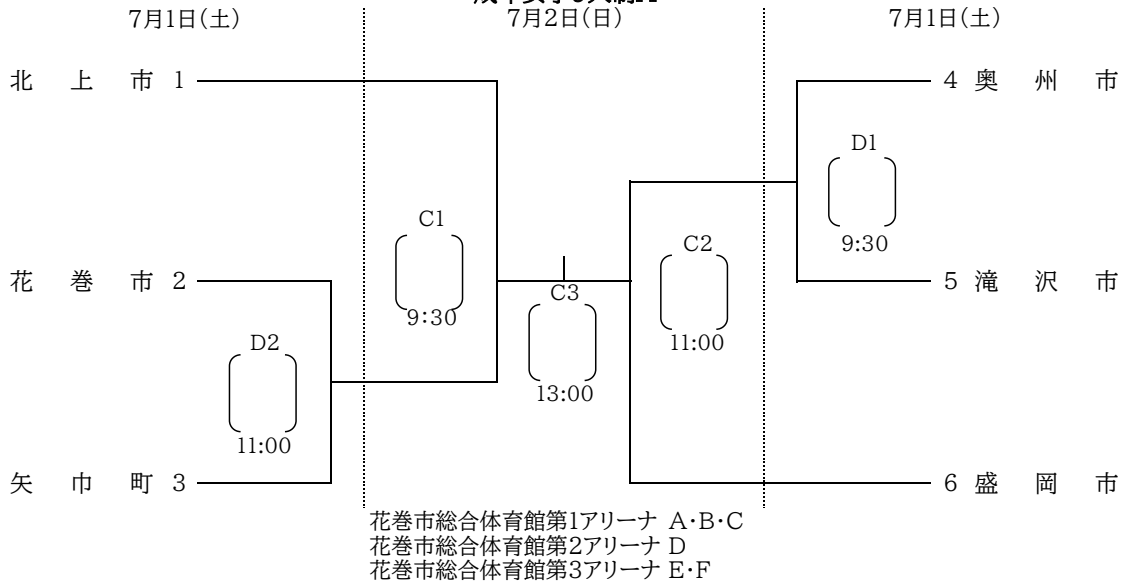 7月1日(土) 7月2日(日) 7月1日(土)
北上市 1 4 奥州市
D1
C1
9:30
C2
花巻市 2 5 滝沢市
C3
9:30
D2
11:00
13:00
11:00
矢巾町 3 6 盛岡市
花巻市総合体育館第1アリーナ A・B・C
花巻市総合体育館第2アリーナ D
花巻市総合体育館第3アリーナ E・F